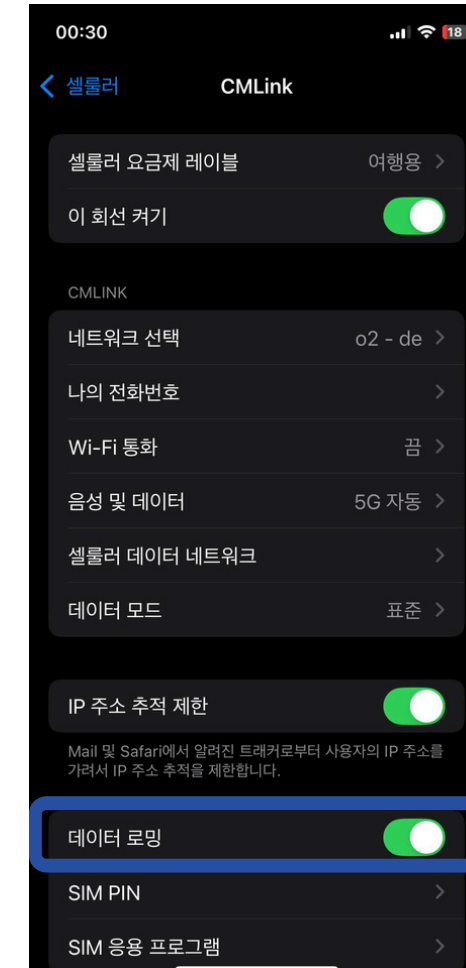 00:30
18
셀룰러
CMLink
셀룰러 요금제 레이블
여행용
이 회선 켜기
CMLINK
네트워크 선택
o2 - de
나의 전화번호
Wi-Fi 통화
끔
음성 및 데이터
5G 자동
셀룰러 데이터 네트워크
데이터 모드
표준
IP 주소 추적 제한
Mail 및 Safari에서 알려진 트래커로부터 사용자의 IP 주소를
가려서 IP 주소 추적을 제한합니다.
데이터 로밍
SIM PIN
SIM 응용 프로그램